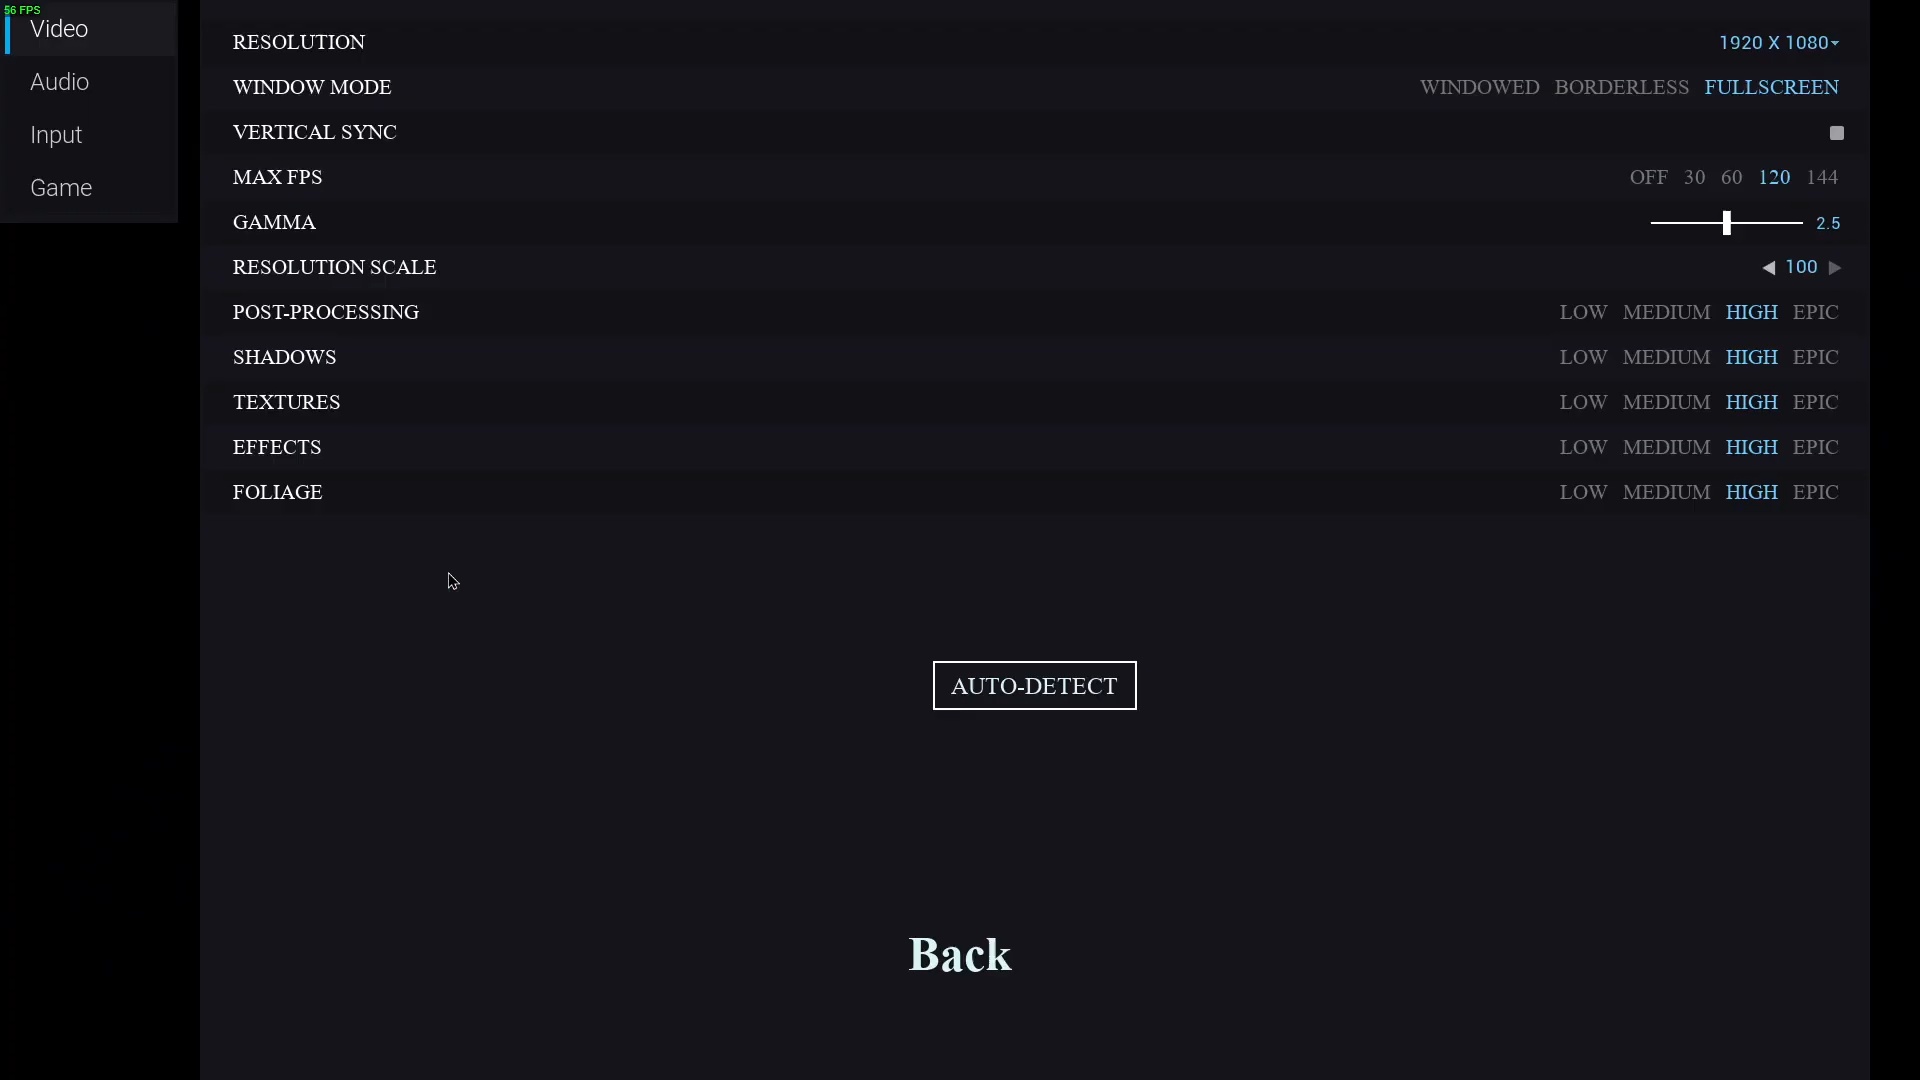 56 FPS
Video
Audio
Input
Game
RESOLUTION 1920 X 1080
WINDOW MODE WINDOWED BORDERLESS FULLSCREEN
VERTICAL SYNC
MAX FPS OFF 30 60 120 144
GAMMA 2.5
RESOLUTION SCALE 100
POST-PROCESSING LOW MEDIUM HIGH EPIC
SHADOWS LOW MEDIUM HIGH EPIC
TEXTURES LOW MEDIUM HIGH EPIC
EFFECTS LOW MEDIUM HIGH EPIC
FOLIAGE LOW MEDIUM HIGH EPIC
AUTO-DETECT
Back